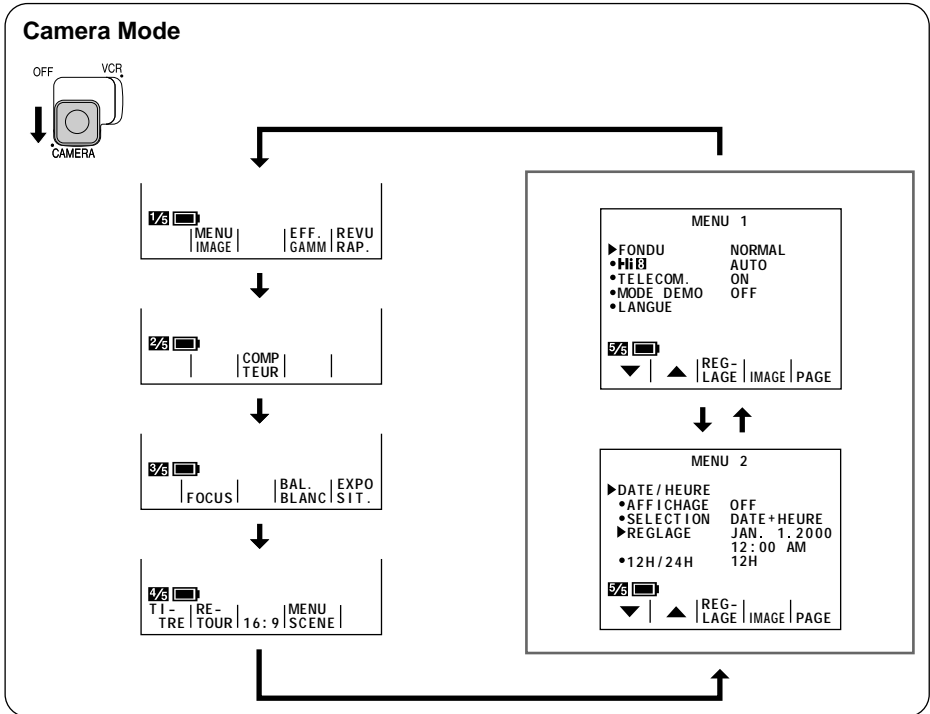 Camera Mode
OFF VCR
CAMERA
1/5
MENU EFF. REVU
IMAGE GAMM RAP.
2/5
COMP
TEUR
3/5
BAL. EXPO
FOCUS BLANC SIT.
4/5
TI- RE- MENU
TRE TOUR 16:9 SCENE
MENU 1
▶FONDU NORMAL
•Hi8 AUTO
•TELECOM. ON
•MODE DEMO OFF
•LANGUE
5/5
REG-
LAGE IMAGE PAGE
MENU 2
▶DATE/HEURE
•AFFICHAGE OFF
•SELECTION DATE+HEURE
▶REGLAGE JAN. 1.2000
12:00 AM
•12H/24H 12H
5/5
REG-
LAGE IMAGE PAGE